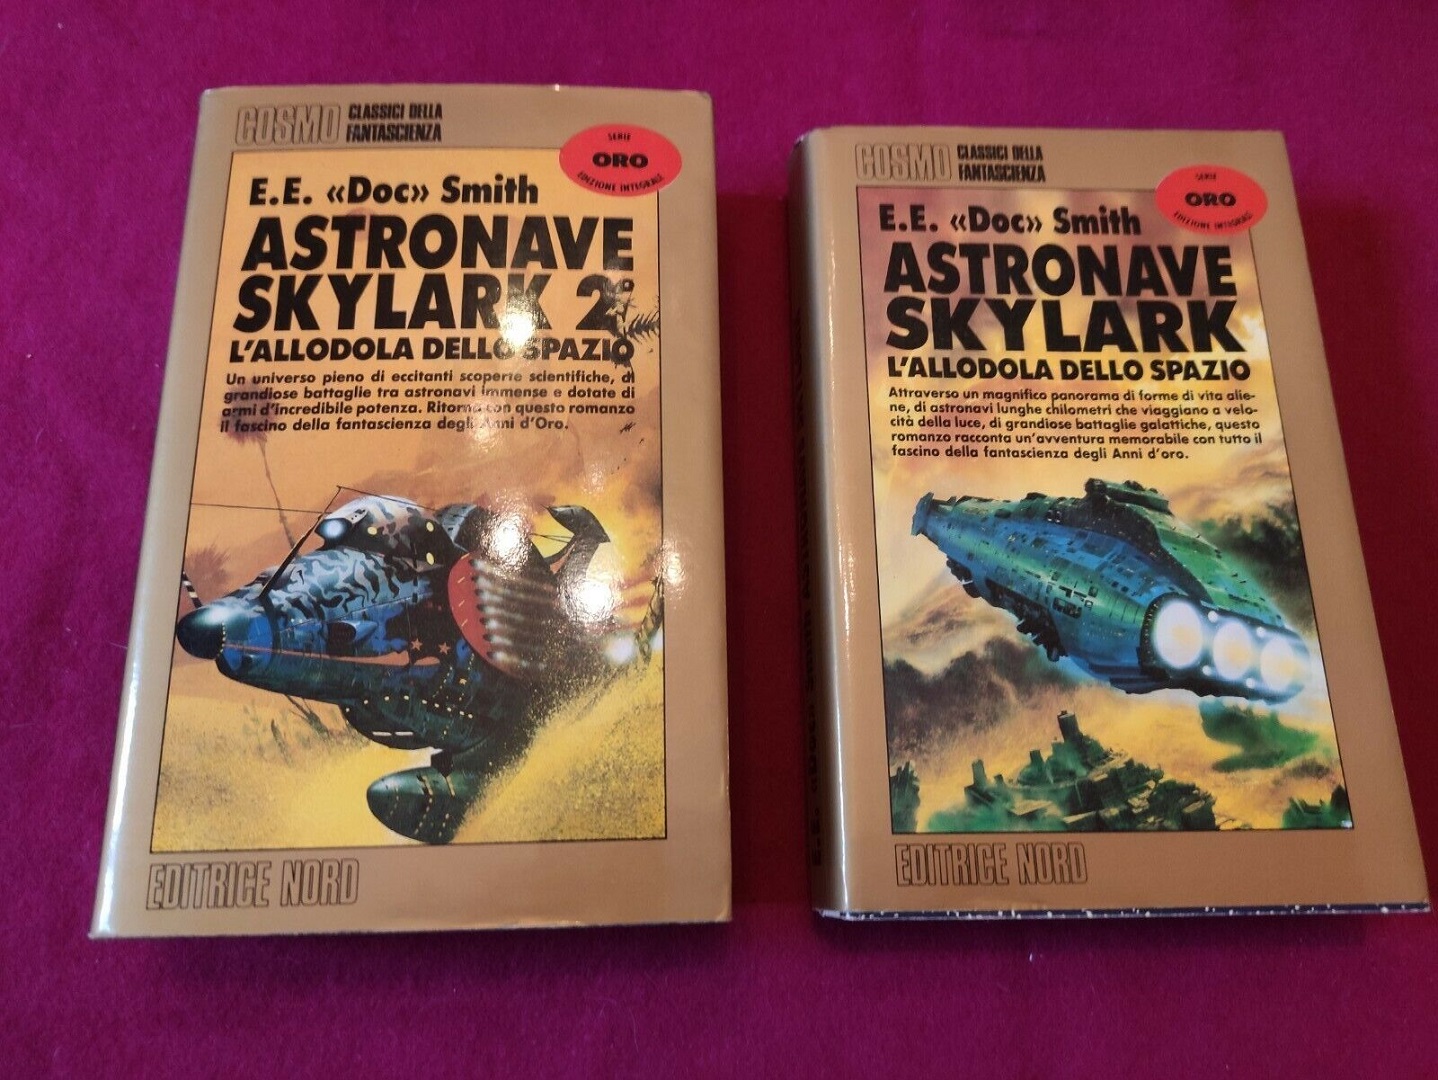 COSMO CLASSICI DELLA
FANTASCIENZA
SERIE
ORO
EDIZIONE INTEGRALE
E.E. «Doc» Smith
ASTRONAVE
SKYLARK 2°
L'ALLODOLA DELLO SPAZIO
Un universo pieno di eccitanti scoperte scientifiche, di
grandiose battaglie tra astronavi immense e dotate di
armi d'incredibile potenza. Ritorna con questo romanzo
il fascino della fantascienza degli Anni d'Oro.
EDITRICE NORD
COSMO CLASSICI DELLA
FANTASCIENZA
SERIE
ORO
EDIZIONE INTEGRALE
E.E. «Doc» Smith
ASTRONAVE
SKYLARK
L'ALLODOLA DELLO SPAZIO
Attraverso un magnifico panorama di forme di vita alie-
ne, di astronavi lunghe chilometri che viaggiano a velo-
cità della luce, di grandiose battaglie galattiche, questo
romanzo racconta un'avventura memorabile con tutto il
fascino della fantascienza degli Anni d'oro.
EDITRICE NORD